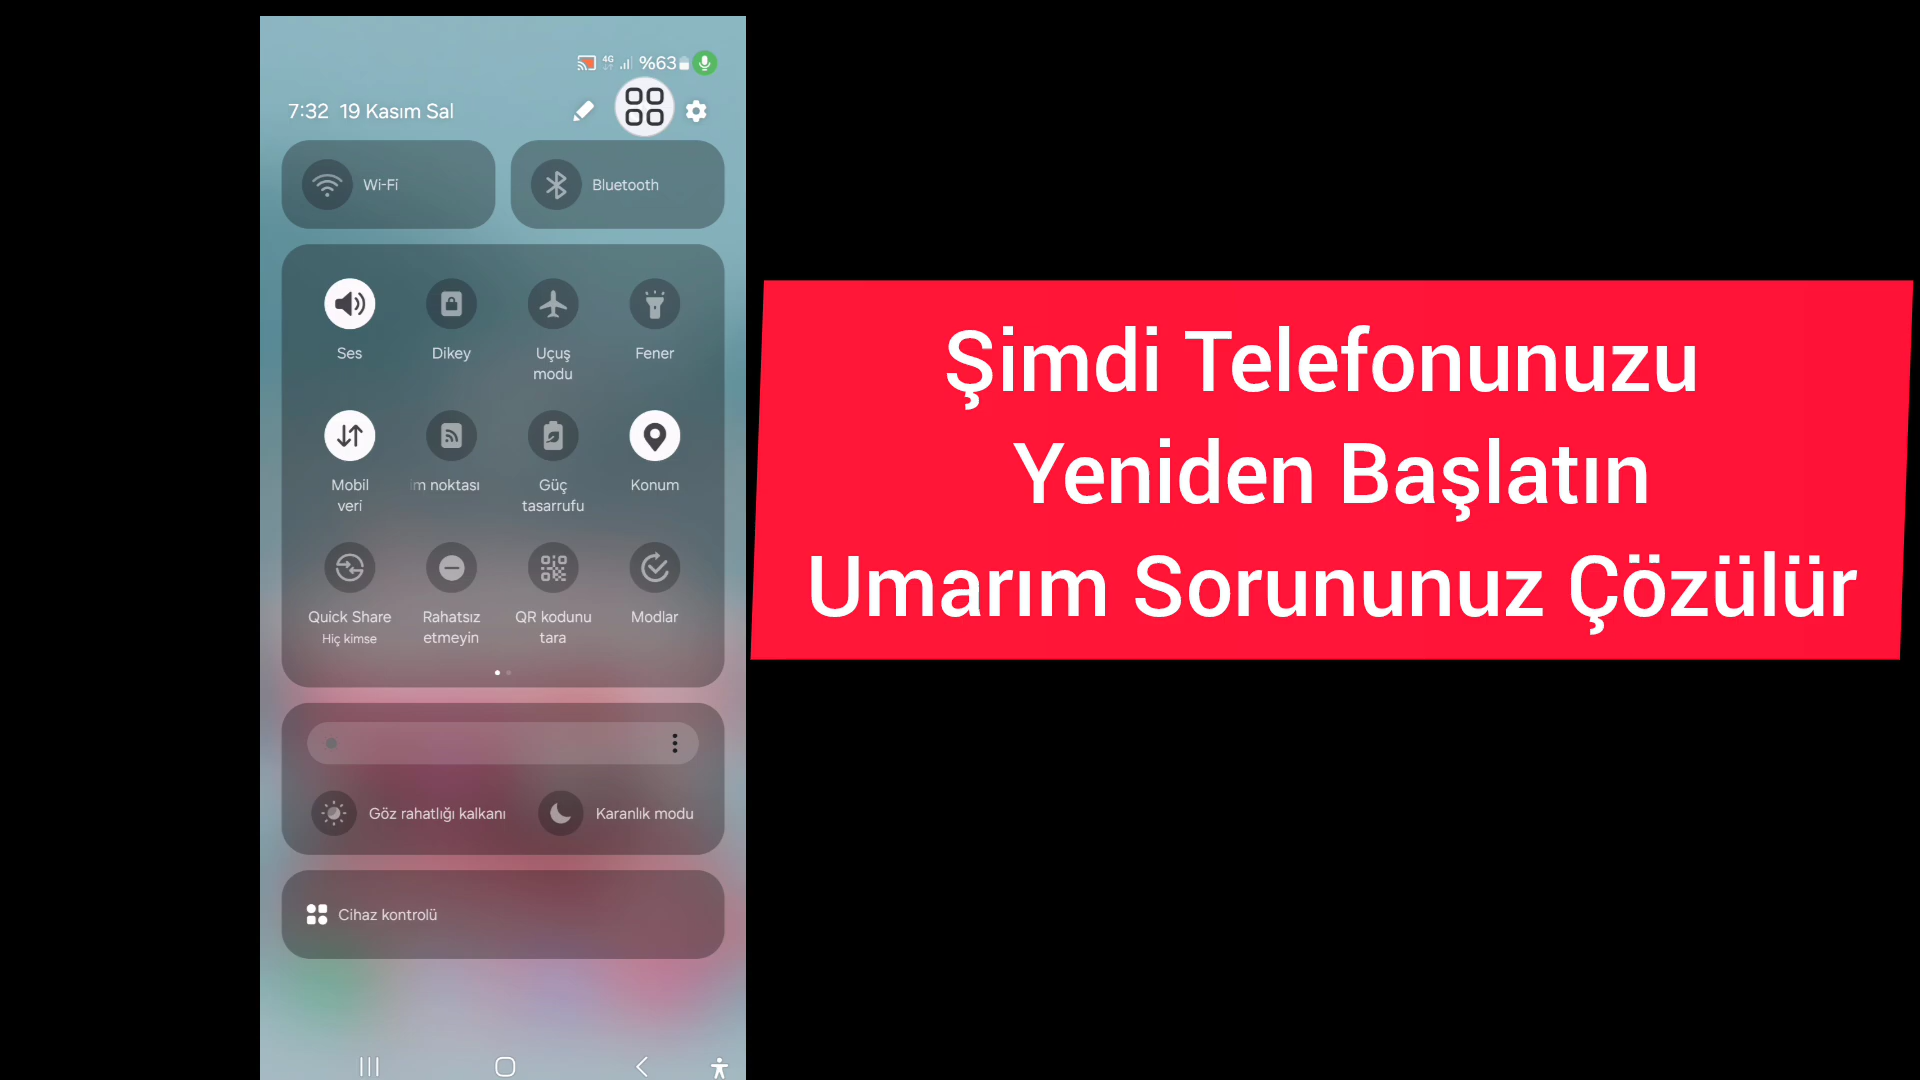 4G %63
7:32 19 Kasım Sal
Wi-Fi
Bluetooth
Ses
Dikey
Uçuş
modu
Fener
Mobil
veri
im noktası
Güç
tasarrufu
Konum
Quick Share
Hiç kimse
Rahatsız
etmeyin
QR kodunu
tara
Modlar
Göz rahatlığı kalkanı
Karanlık modu
Cihaz kontrolü
Şimdi Telefonunuzu
Yeniden Başlatın
Umarım Sorununuz Çözülür